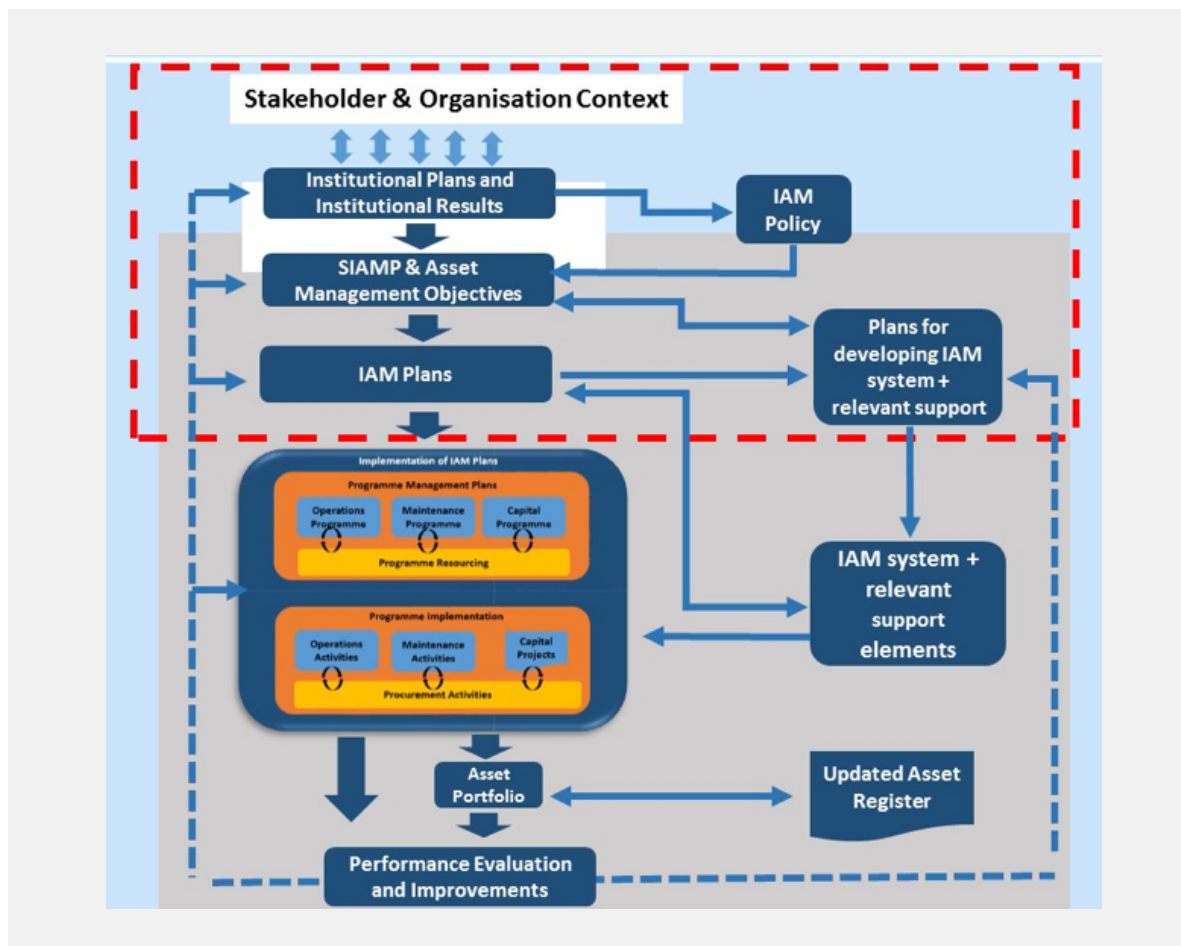 Stakeholder & Organisation Context
Institutional Plans and
Institutional Results
IAM
Policy
SIAMP & Asset
Management Objectives
Plans for
developing IAM
system +
relevant support
IAM Plans
Implementation of IAM Plans
Programme Management Plans
Operations
Programme
Maintenance
Programme
Capital
Programme
Programme Resourcing
IAM system +
relevant
support
elements
Programme Implementation
Operations
Activities
Maintenance
Activities
Capital
Projects
Procurement Activities
Asset
Portfolio
Updated Asset
Register
Performance Evaluation
and Improvements